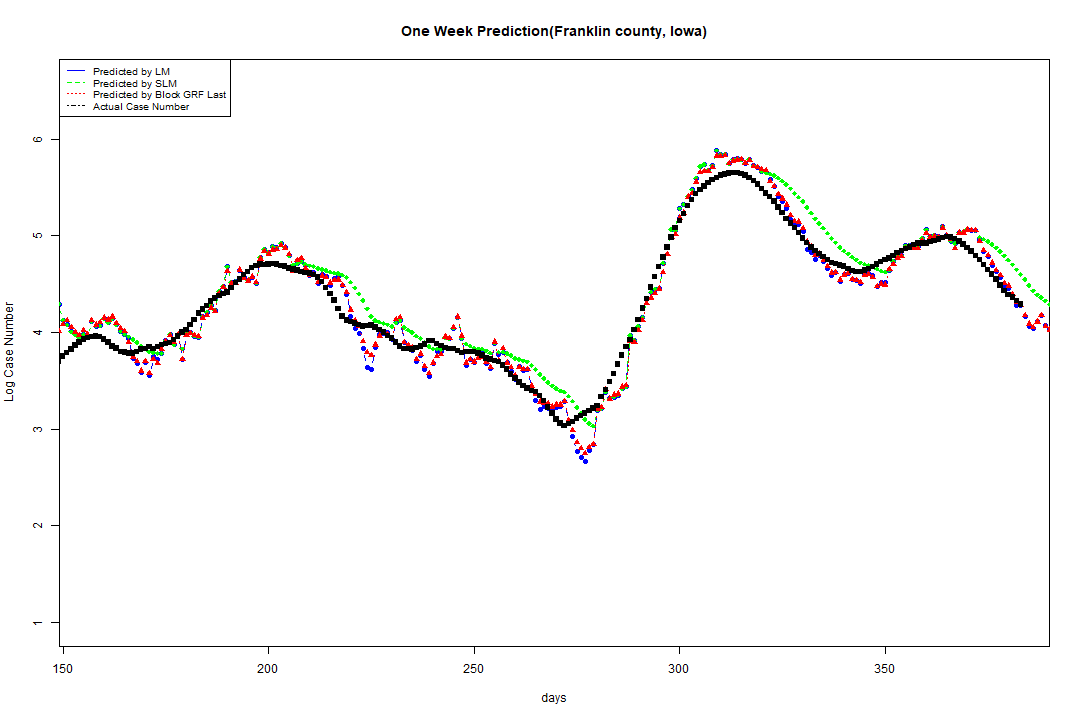 One Week Prediction(Franklin county, Iowa)
Predicted by LM
Predicted by SLM
Predicted by Block GRF Last
Actual Case Number
Log Case Number
6
5
4
3
2
1
150 200 250 300 350
days